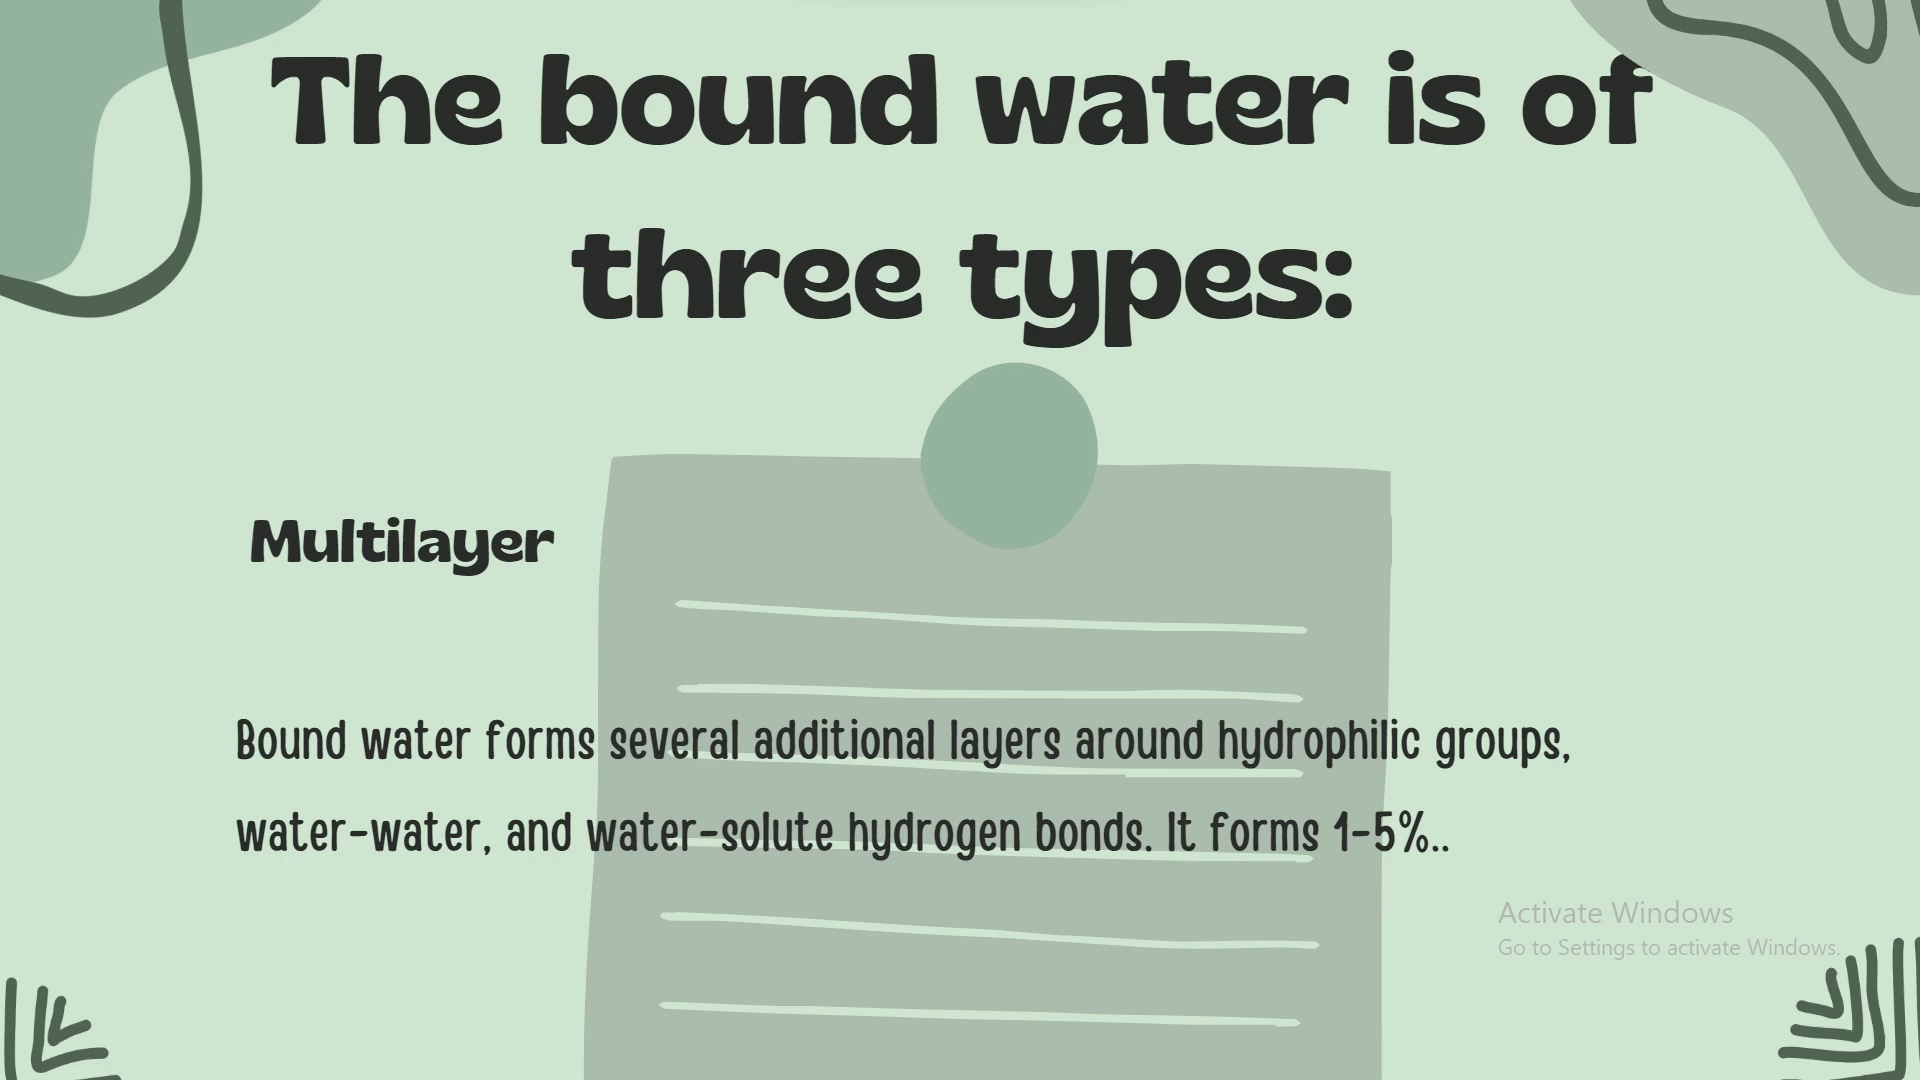 The bound water is of
three types:
Multilayer
Bound water forms several additional layers around hydrophilic groups,
water-water, and water-solute hydrogen bonds. It forms 1-5%..
Activate Windows
Go to Settings to activate Windows.